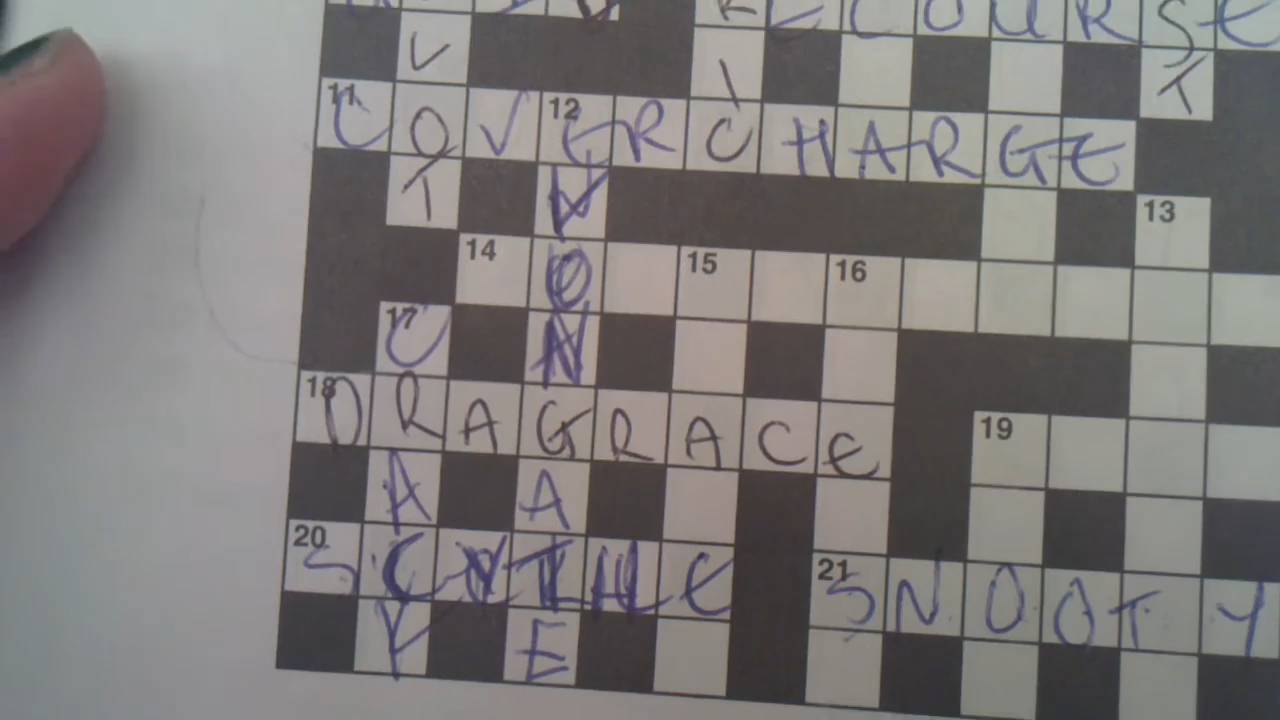 RECOURSE
11 COVERCHARGE
12
13
14 15 16
17
18 DRAGRACE
19
20 SCYTHE
21 SNOOTY